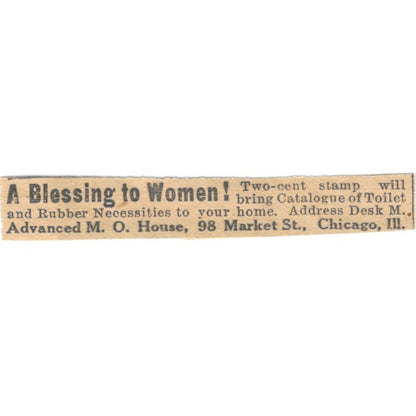 A Blessing to Women! Two-cent stamp will
bring Catalogue of Toilet
and Rubber Necessities to your home. Address Desk M.,
Advanced M. O. House, 98 Market St., Chicago, Ill.